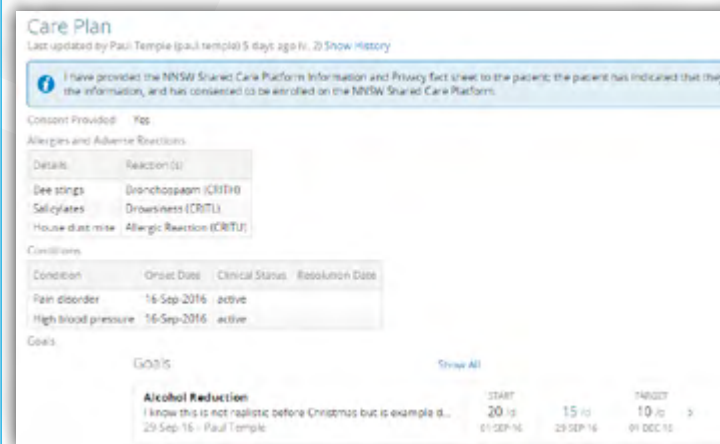 Care Plan
Last updated by Paul Temple (paul.temple) 5 days ago (v. 2) Show History
I have provided the NNSW Shared Care Platform Information and Privacy fact sheet to the patient; the patient has indicated that they
the information, and has consented to be enrolled on the NNSW Shared Care Platform.
Consent Provided Yes
Allergies and Adverse Reactions
Details Reaction(s)
Bee stings Bronchospasm (CRITH)
Salicylates Drowsiness (CRITL)
House dust mite Allergic Reaction (CRITU)
Conditions
Condition Onset Date Clinical Status Resolution Date
Pain disorder 16-Sep-2016 active
High blood pressure 16-Sep-2016 active
Goals
Goals Show All
Alcohol Reduction START TARGET
I know this is not realistic before Christmas but is example d... 20 /d 15 /d 10 /d >
29-Sep-16 - Paul Temple 01-SEP-16 29-SEP-16 01-DEC-16